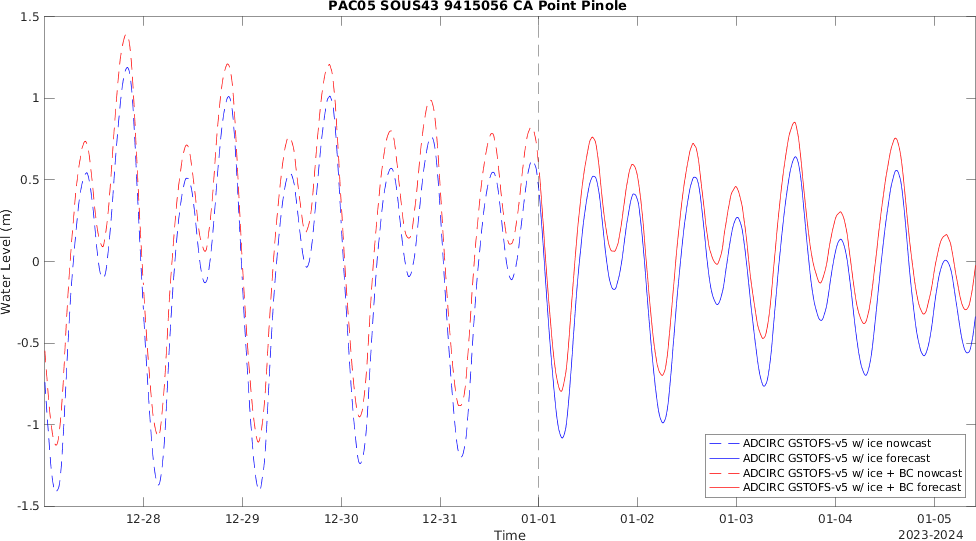 PAC05 SOUS43 9415056 CA Point Pinole
1.5
1
0.5
0
-0.5
-1
-1.5
Water Level (m)
12-28
12-29
12-30
12-31
01-01
01-02
01-03
01-04
01-05
Time
2023-2024
ADCIRC GSTOFS-v5 w/ ice nowcast
ADCIRC GSTOFS-v5 w/ ice forecast
ADCIRC GSTOFS-v5 w/ ice + BC nowcast
ADCIRC GSTOFS-v5 w/ ice + BC forecast